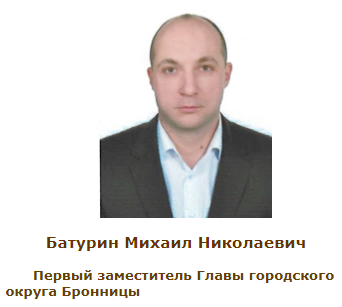 Батурин Михаил Николаевич
Первый заместитель Главы городского
округа Бронницы